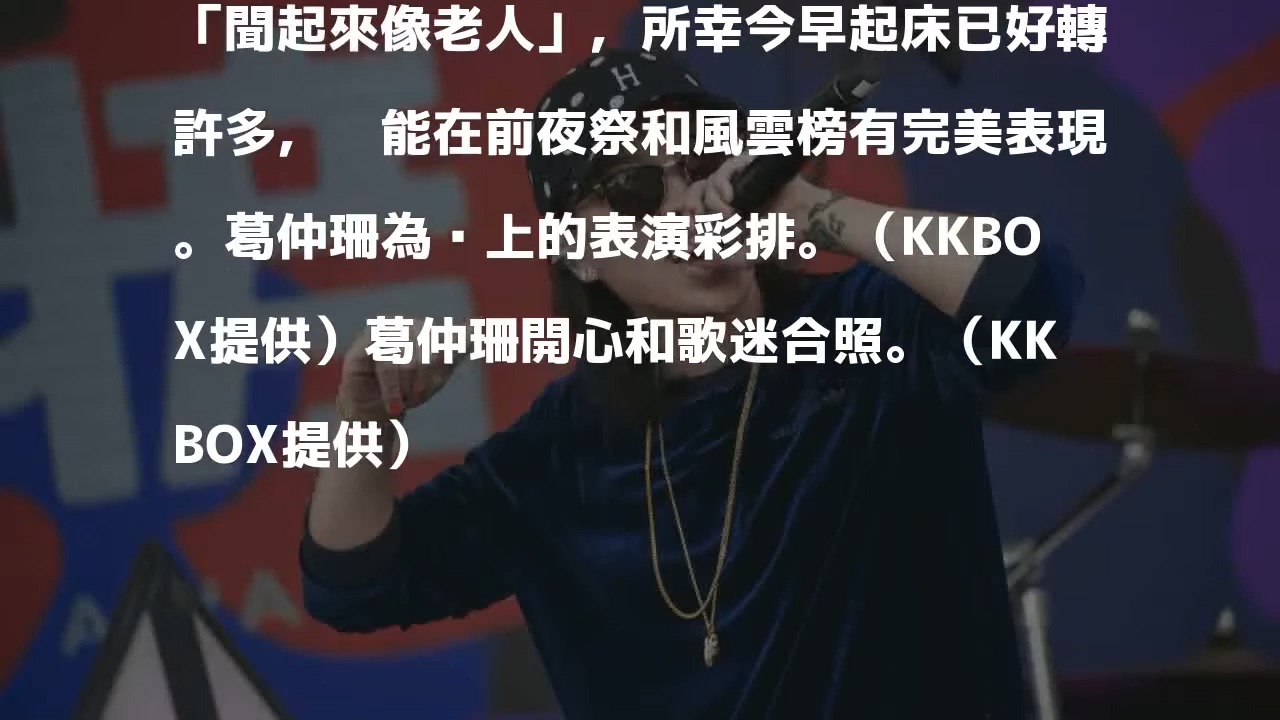 「聞起來像老人」，所幸今早起床已好轉
許多，　能在前夜祭和風雲榜有完美表現
。葛仲珊為▪上的表演彩排。（KKBO
X提供）葛仲珊開心和歌迷合照。（KK
BOX提供）
H